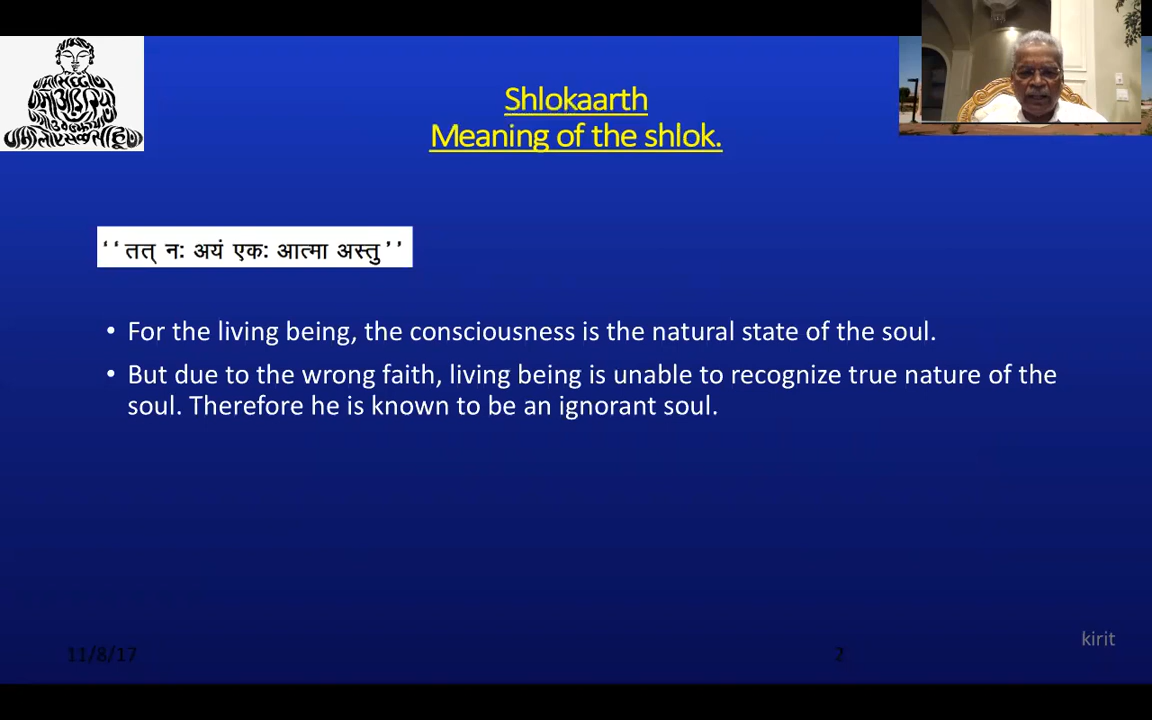 Shlokaarth
Meaning of the shlok.
‘‘तत् नः अयं एकः आत्मा अस्तु’’
• For the living being, the consciousness is the natural state of the soul.
• But due to the wrong faith, living being is unable to recognize true nature of the
soul. Therefore he is known to be an ignorant soul.
kirit
11/8/17
2